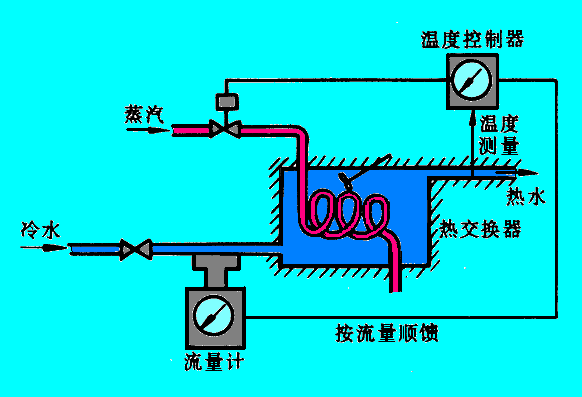 温度控制器
蒸汽
温度
测量
热水
冷水
热交换器
按流量顺馈
流量计